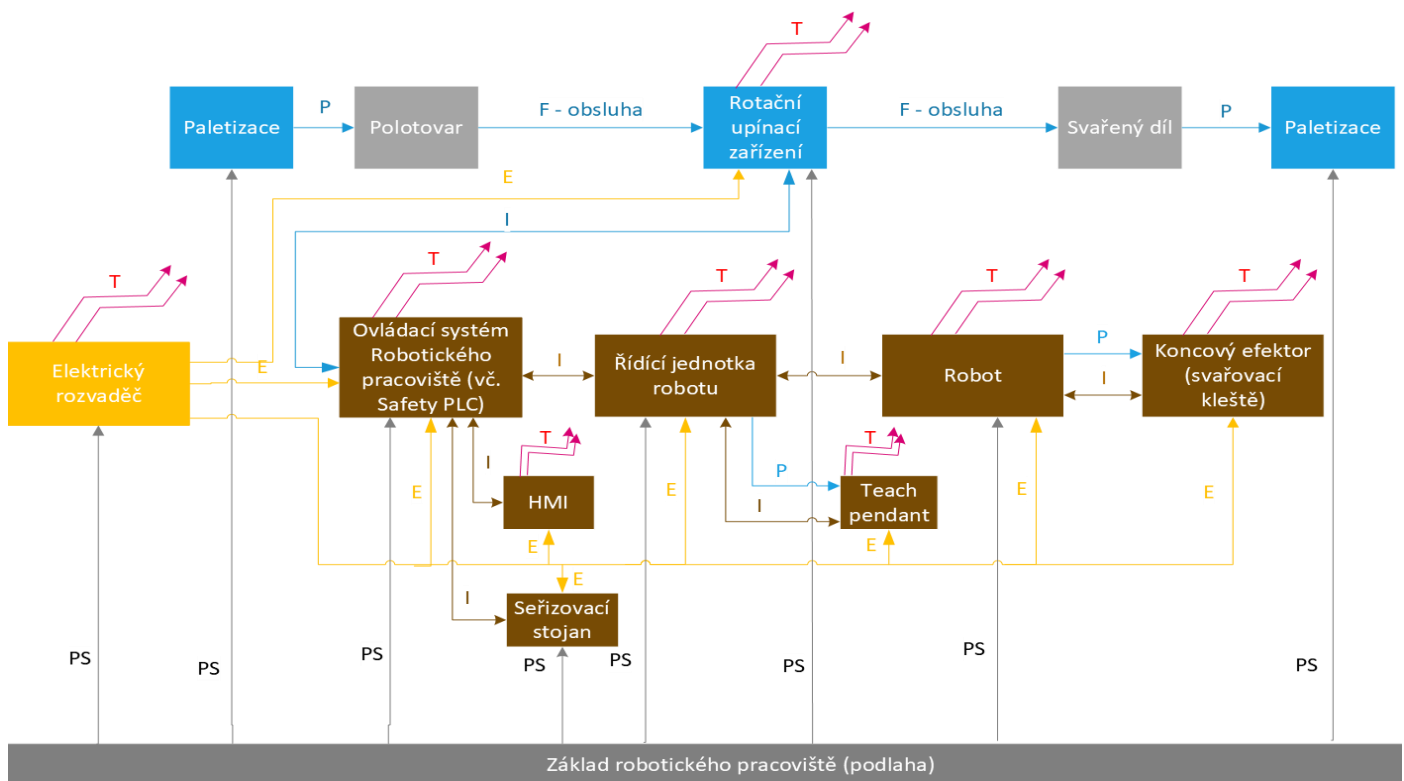 T
P
F - obsluha
F - obsluha
P
Paletizace
Polotovar
Rotační
upínací
zařízení
Svařený díl
Paletizace
E
I
T
T
T
T
T
Elektrický
rozvaděč
E
Ovládací systém
Robotického
pracoviště (vč.
Safety PLC)
I
Řídící jednotka
robotu
I
Robot
P
I
Koncový efektor
(svařovací
kleště)
T
T
I
E
HMI
E
P
I
Teach
pendant
E
E
E
E
E
I
Seřizovací
stojan
PS
PS
PS
PS
PS
PS
PS
PS
Základ robotického pracoviště (podlaha)